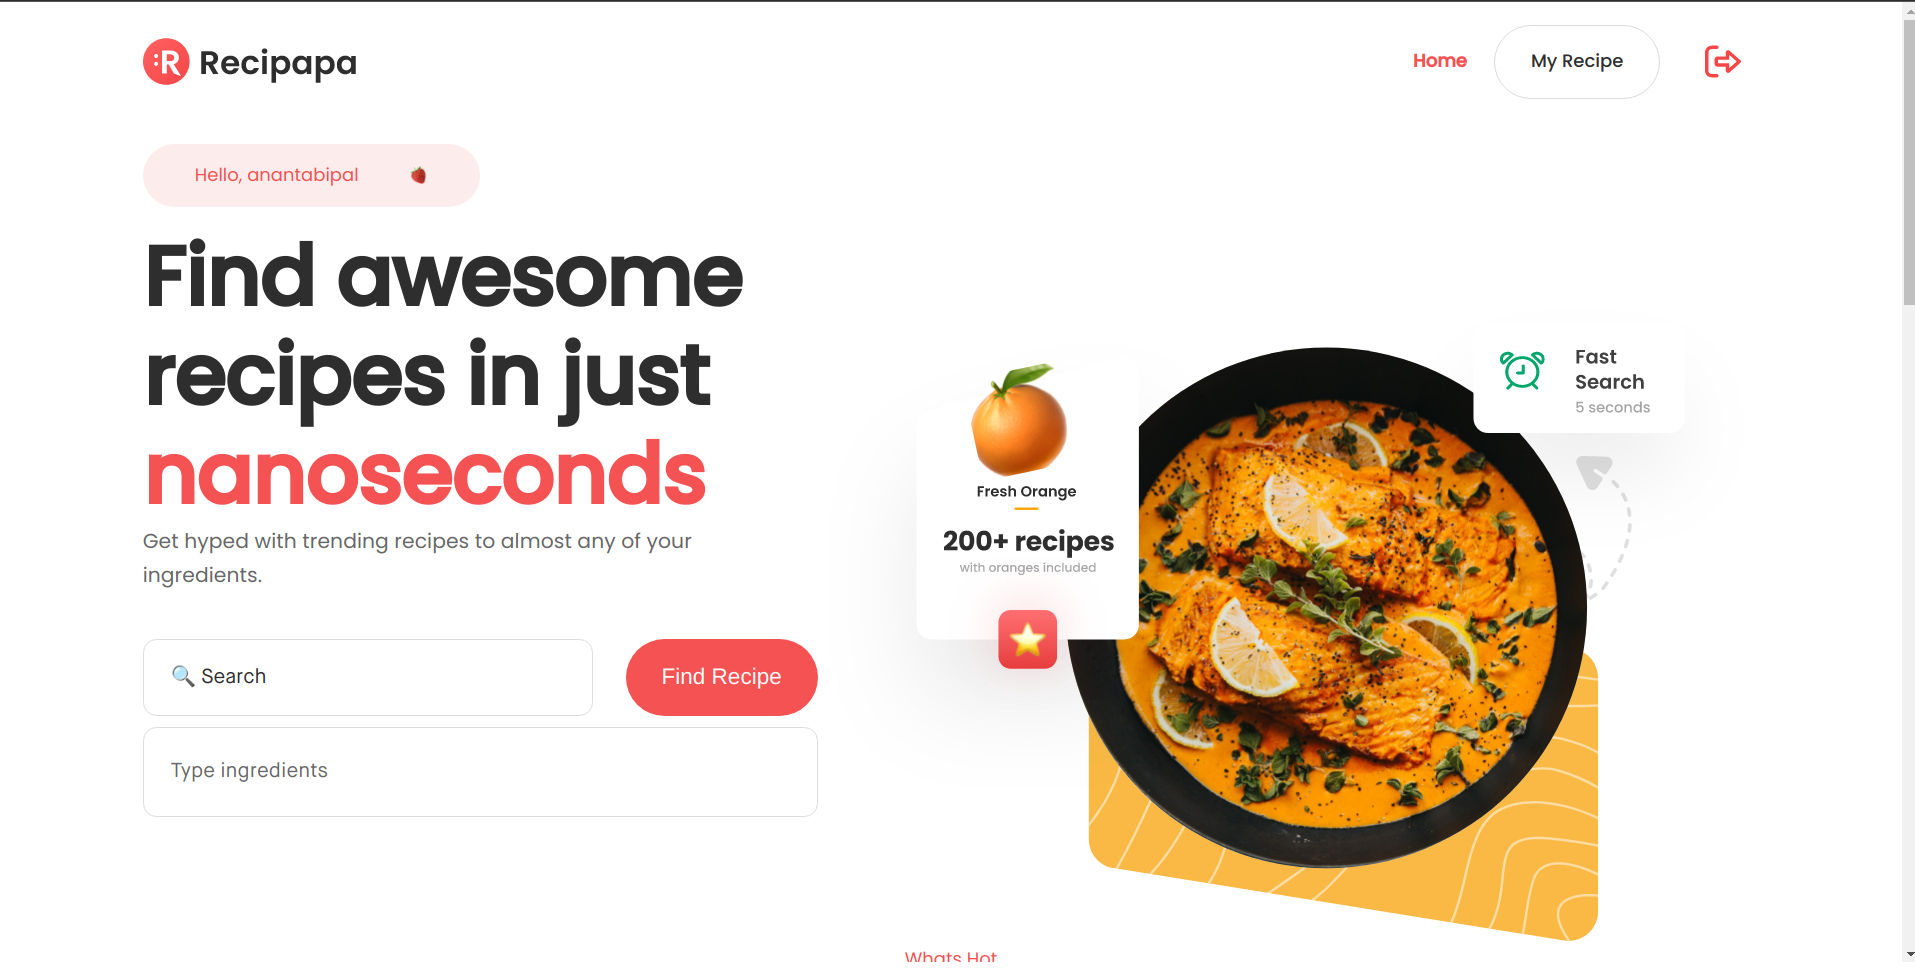 :R Recipapa
Home
My Recipe
Hello, anantabipal
Find awesome
recipes in just
nanoseconds
Get hyped with trending recipes to almost any of your
ingredients.
🔍 Search
Find Recipe
Type ingredients
Fresh Orange
200+ recipes
with oranges included
Fast
Search
5 seconds
Whats Hot